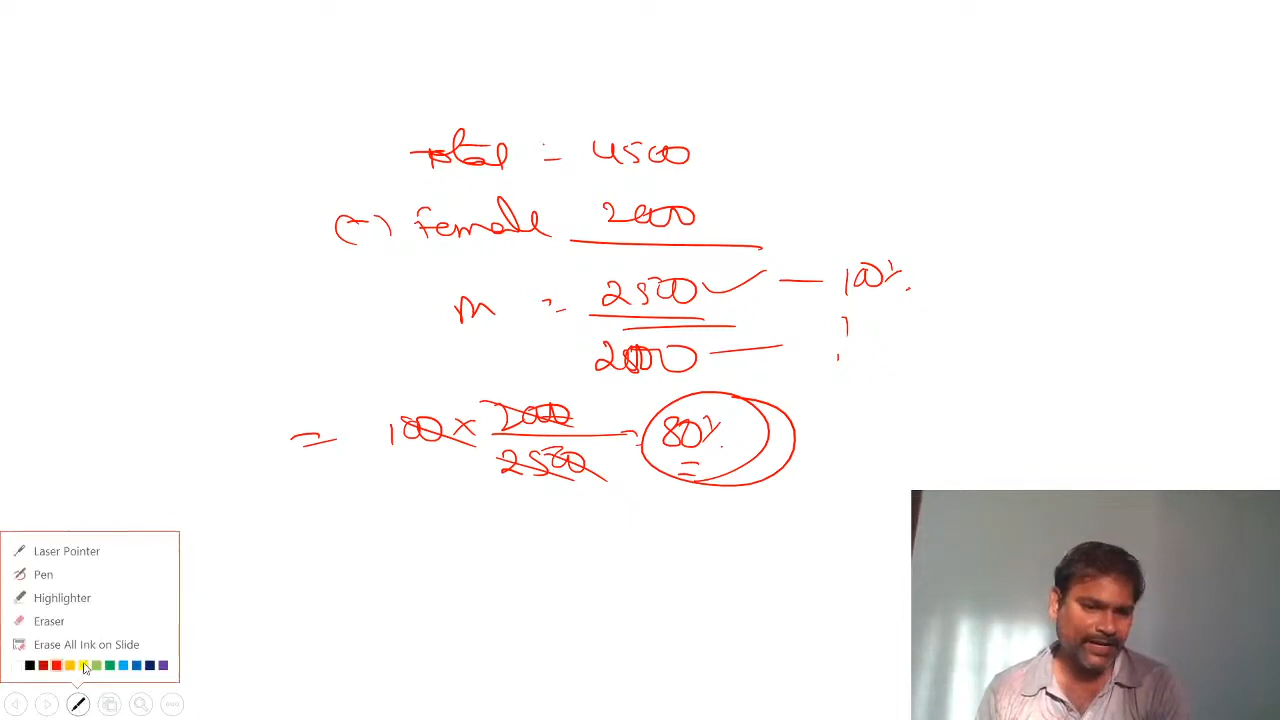 total = 4500
(-) Female 2000
m = 2500 — 100%.
2000 — ?
= 100 × 2000 / 2500 = 80%.
Laser Pointer
Pen
Highlighter
Eraser
Erase All Ink on Slide